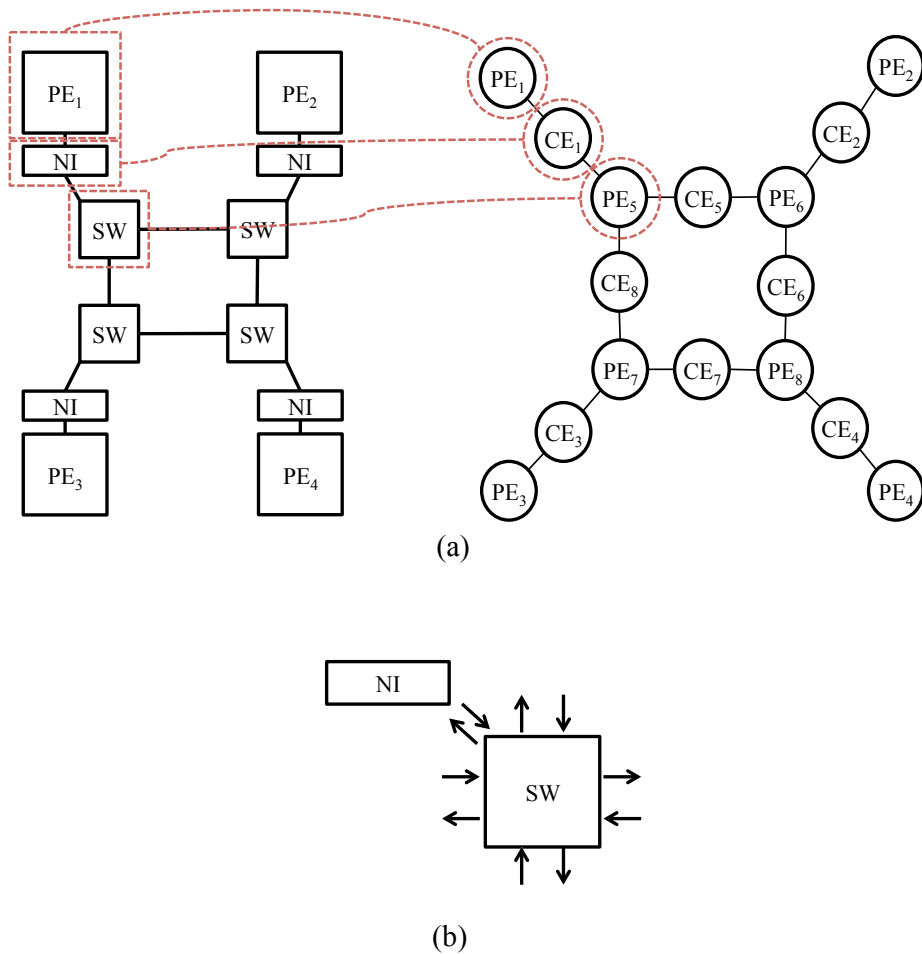 PE₁
PE₂
NI
NI
SW
SW
SW
SW
NI
NI
PE₃
PE₄
PE₁
PE₂
CE₁
CE₂
PE₅
CE₅
PE₆
CE₈
CE₆
PE₇
CE₇
PE₈
CE₃
CE₄
PE₃
PE₄
(a)
NI
SW
(b)